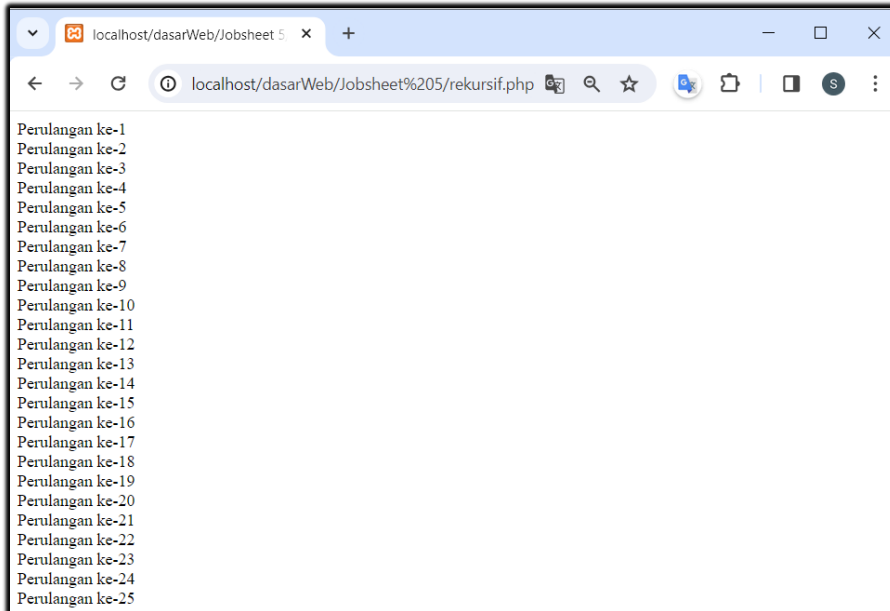 localhost/dasarWeb/Jobsheet 5
localhost/dasarWeb/Jobsheet%205/rekursif.php
S
Perulangan ke-1
Perulangan ke-2
Perulangan ke-3
Perulangan ke-4
Perulangan ke-5
Perulangan ke-6
Perulangan ke-7
Perulangan ke-8
Perulangan ke-9
Perulangan ke-10
Perulangan ke-11
Perulangan ke-12
Perulangan ke-13
Perulangan ke-14
Perulangan ke-15
Perulangan ke-16
Perulangan ke-17
Perulangan ke-18
Perulangan ke-19
Perulangan ke-20
Perulangan ke-21
Perulangan ke-22
Perulangan ke-23
Perulangan ke-24
Perulangan ke-25